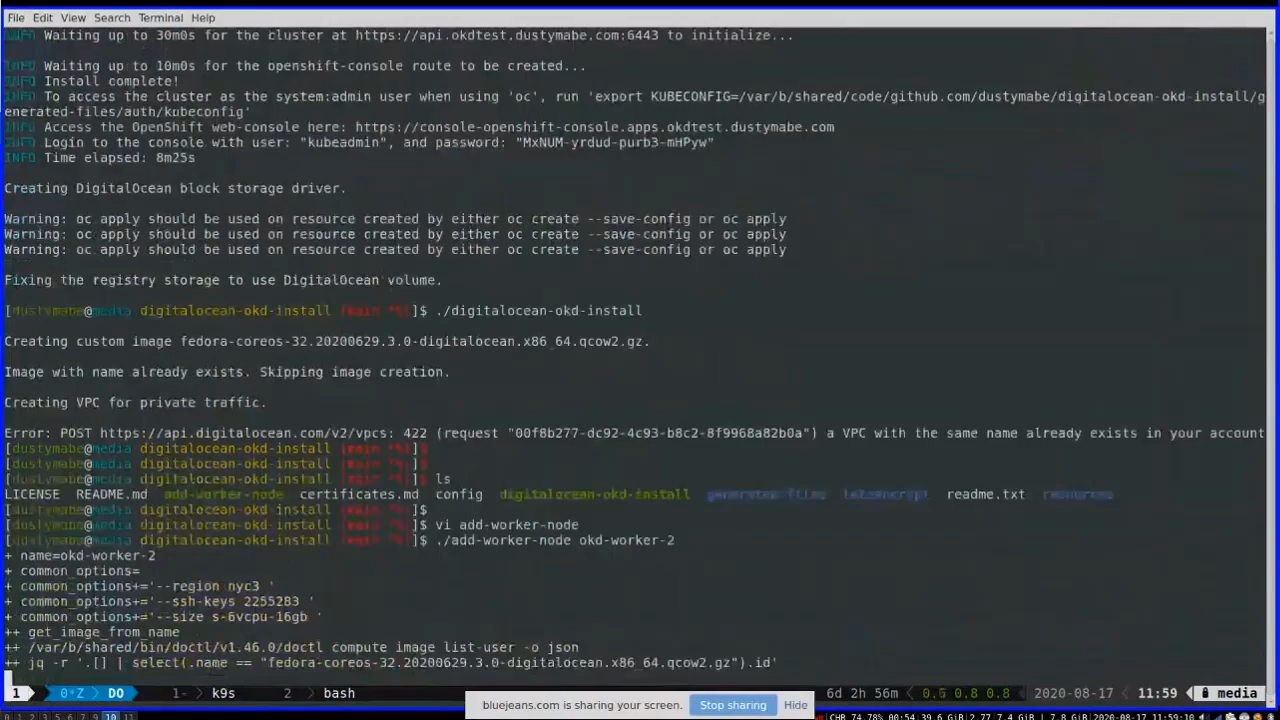 File Edit View Search Terminal Help
INFO Waiting up to 30m0s for the cluster at https://api.okdtest.dustymabe.com:6443 to initialize...
INFO Waiting up to 10m0s for the openshift-console route to be created...
INFO Install complete!
INFO To access the cluster as the system:admin user when using 'oc', run 'export KUBECONFIG=/var/b/shared/code/github.com/dustymabe/digitalocean-okd-install/g
enerated-files/auth/kubeconfig'
INFO Access the OpenShift web-console here: https://console-openshift-console.apps.okdtest.dustymabe.com
INFO Login to the console with user: "kubeadmin", and password: "MxNUM-yrdud-purb3-mHPyw"
INFO Time elapsed: 8m25s
Creating DigitalOcean block storage driver.
Warning: oc apply should be used on resource created by either oc create --save-config or oc apply
Warning: oc apply should be used on resource created by either oc create --save-config or oc apply
Warning: oc apply should be used on resource created by either oc create --save-config or oc apply
Fixing the registry storage to use DigitalOcean volume.
[dustymabe@media digitalocean-okd-install (main *%)]$ ./digitalocean-okd-install
Creating custom image fedora-coreos-32.20200629.3.0-digitalocean.x86_64.qcow2.gz.
Image with name already exists. Skipping image creation.
Creating VPC for private traffic.
Error: POST https://api.digitalocean.com/v2/vpcs: 422 (request "00f8b277-dc92-4c93-b8c2-8f9968a82b0a") a VPC with the same name already exists in your account
[dustymabe@media digitalocean-okd-install (main *%)]$
[dustymabe@media digitalocean-okd-install (main *%)]$
[dustymabe@media digitalocean-okd-install (main *%)]$ ls
LICENSE README.md add-worker-node certificates.md config digitalocean-okd-install generated-files letsencrypt readme.txt resources
[dustymabe@media digitalocean-okd-install (main *%)]$
[dustymabe@media digitalocean-okd-install (main *%)]$ vi add-worker-node
[dustymabe@media digitalocean-okd-install (main *%)]$ ./add-worker-node okd-worker-2
+ name=okd-worker-2
+ common_options=
+ common_options+='--region nyc3 '
+ common_options+='--ssh-keys 2255283 '
+ common_options+='--size s-6vcpu-16gb '
++ get_image_from_name
++ /var/b/shared/bin/doctl/v1.46.0/doctl compute image list-user -o json
++ jq -r '.[] | select(.name == "fedora-coreos-32.20200629.3.0-digitalocean.x86_64.qcow2.gz").id'
1 0*Z DO 1- k9s 2 bash 6d 2h 56m 0.5 0.8 0.8 2020-08-17 11:59 media
bluejeans.com is sharing your screen. Stop sharing Hide
1 2 3 4 5 6 7 8 9 10 11